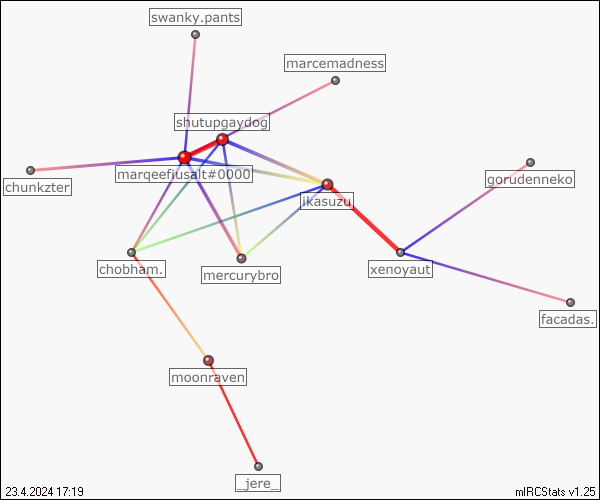 swanky.pants
marcemadness
shutupgaydog
marqeefiusalt#0000
chunkzter
gorudenneko
ikasuzu
chobham.
mercurybro
xenoyaut
facadas.
moonraven
_jere_
23.4.2024 17:19
mIRCStats v1.25